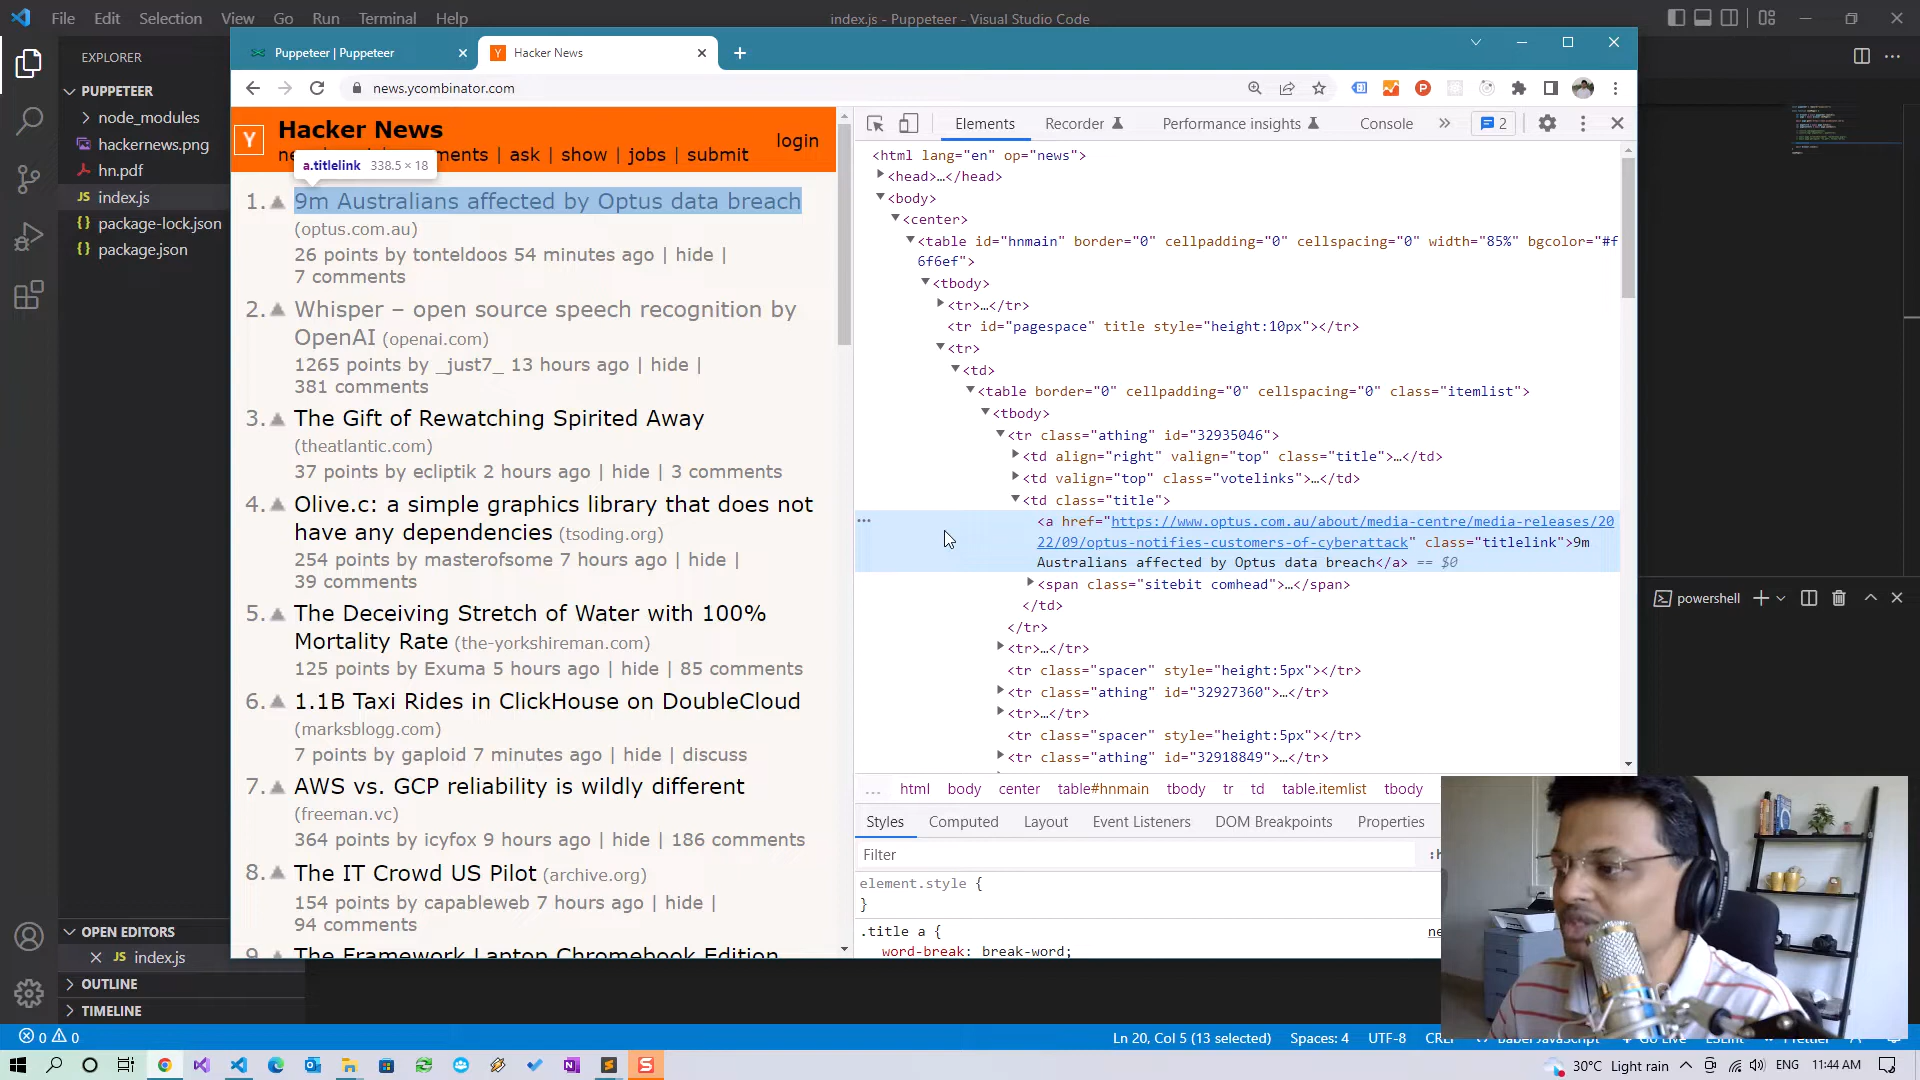 File Edit Selection View Go Run Terminal Help
index.js - Puppeteer - Visual Studio Code
EXPLORER
PUPPETEER
node_modules
hackernews.png
hn.pdf
JS index.js
{} package-lock.json
{} package.json
OPEN EDITORS
JS index.js
OUTLINE
TIMELINE
Puppeteer | Puppeteer
Y Hacker News
news.ycombinator.com
P
Y Hacker News
login
| ask | show | jobs | submit
a.titlelink 338.5 × 18
1. 9m Australians affected by Optus data breach
(optus.com.au)
26 points by tonteldoos 54 minutes ago | hide |
7 comments
2. Whisper – open source speech recognition by
OpenAI (openai.com)
1265 points by _just7_ 13 hours ago | hide |
381 comments
3. The Gift of Rewatching Spirited Away
(theatlantic.com)
37 points by ecliptik 2 hours ago | hide | 3 comments
4. Olive.c: a simple graphics library that does not
have any dependencies (tsoding.org)
254 points by masterofsome 7 hours ago | hide |
39 comments
5. The Deceiving Stretch of Water with 100%
Mortality Rate (the-yorkshireman.com)
125 points by Exuma 5 hours ago | hide | 85 comments
6. 1.1B Taxi Rides in ClickHouse on DoubleCloud
(marksblogg.com)
7 points by gaploid 7 minutes ago | hide | discuss
7. AWS vs. GCP reliability is wildly different
(freeman.vc)
364 points by icyfox 9 hours ago | hide | 186 comments
8. The IT Crowd US Pilot (archive.org)
154 points by capableweb 7 hours ago | hide |
94 comments
The Framework Laptop Chromebook Edition
Elements Recorder Performance insights Console » 2
<html lang="en" op="news">
<head>…</head>
<body>
<center>
<table id="hnmain" border="0" cellpadding="0" cellspacing="0" width="85%" bgcolor="#f
6f6ef">
<tbody>
<tr>…</tr>
<tr id="pagespace" title style="height:10px"></tr>
<tr>
<td>
<table border="0" cellpadding="0" cellspacing="0" class="itemlist">
<tbody>
<tr class="athing" id="32935046">
<td align="right" valign="top" class="title">…</td>
<td valign="top" class="votelinks">…</td>
<td class="title">
<a href="https://www.optus.com.au/about/media-centre/media-releases/20
22/09/optus-notifies-customers-of-cyberattack" class="titlelink">9m
Australians affected by Optus data breach</a> == $0
<span class="sitebit comhead">…</span>
</td>
</tr>
<tr>…</tr>
<tr class="spacer" style="height:5px"></tr>
<tr class="athing" id="32927360">…</tr>
<tr>…</tr>
<tr class="spacer" style="height:5px"></tr>
<tr class="athing" id="32918849">…</tr>
… html body center table#hnmain tbody tr td table.itemlist tbody
Styles Computed Layout Event Listeners DOM Breakpoints Properties
Filter
element.style {
}
.title a {
word-break: break-word;
powershell
0 0
Ln 20, Col 5 (13 selected) Spaces: 4 UTF-8
30°C Light rain ENG 11:44 AM